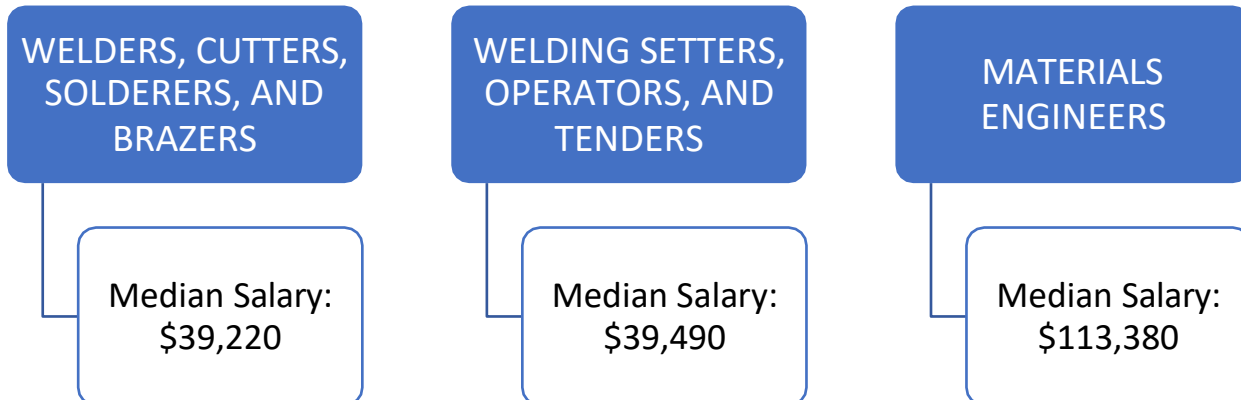 WELDERS, CUTTERS,
SOLDERERS, AND
BRAZERS
Median Salary:
$39,220
WELDING SETTERS,
OPERATORS, AND
TENDERS
Median Salary:
$39,490
MATERIALS
ENGINEERS
Median Salary:
$113,380